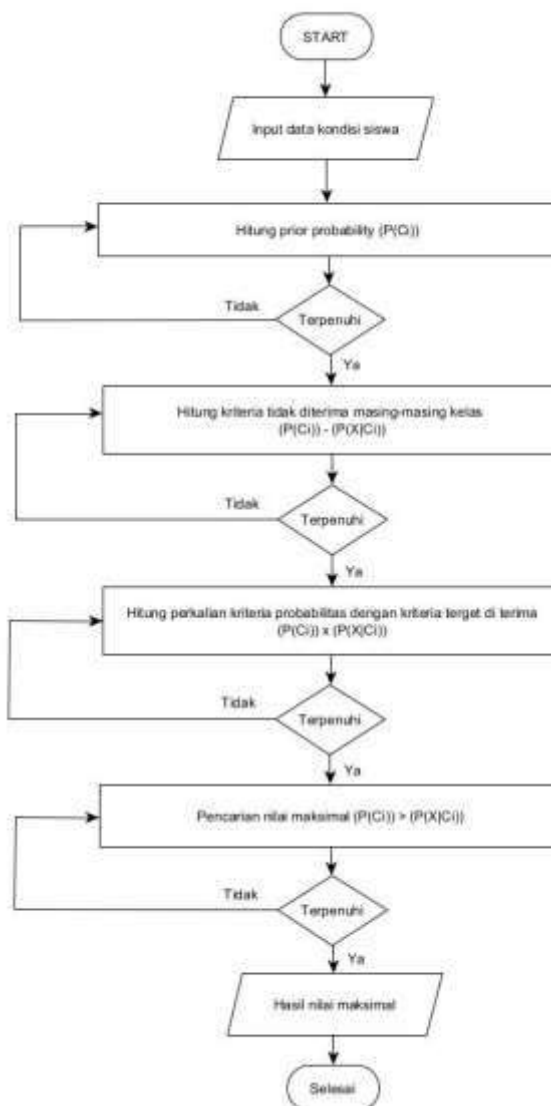 START
Input data kondisi siswa
Hitung prior probability (P(Ci))
Tidak
Terpenuhi
Ya
Hitung kriteria tidak diterima masing-masing kelas
(P(Ci)) - (P(X|Ci))
Tidak
Terpenuhi
Ya
Hitung perkalian kriteria probabilitas dengan kriteria terget di terima
(P(Ci)) x (P(X|Ci))
Tidak
Terpenuhi
Ya
Pencarian nilai maksimal (P(Ci)) > (P(X|Ci))
Tidak
Terpenuhi
Ya
Hasil nilai maksimal
Selesai